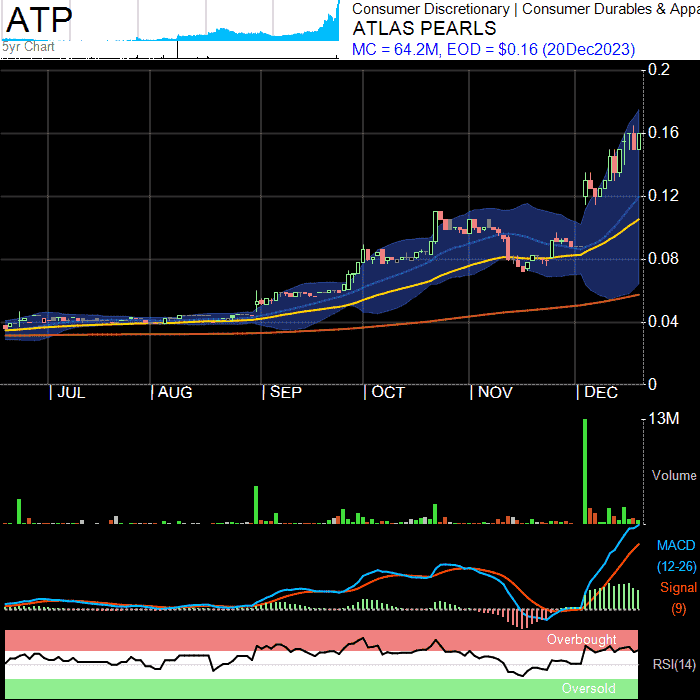 ATP
5yr Chart
Consumer Discretionary | Consumer Durables & Appa
ATLAS PEARLS
MC = 64.2M, EOD = $0.16 (20Dec2023)
0.2
0.16
0.12
0.08
0.04
0
| JUL | AUG | SEP | OCT | NOV | DEC
13M
Volume
MACD
(12-26)
Signal
(9)
Overbought
RSI(14)
Oversold